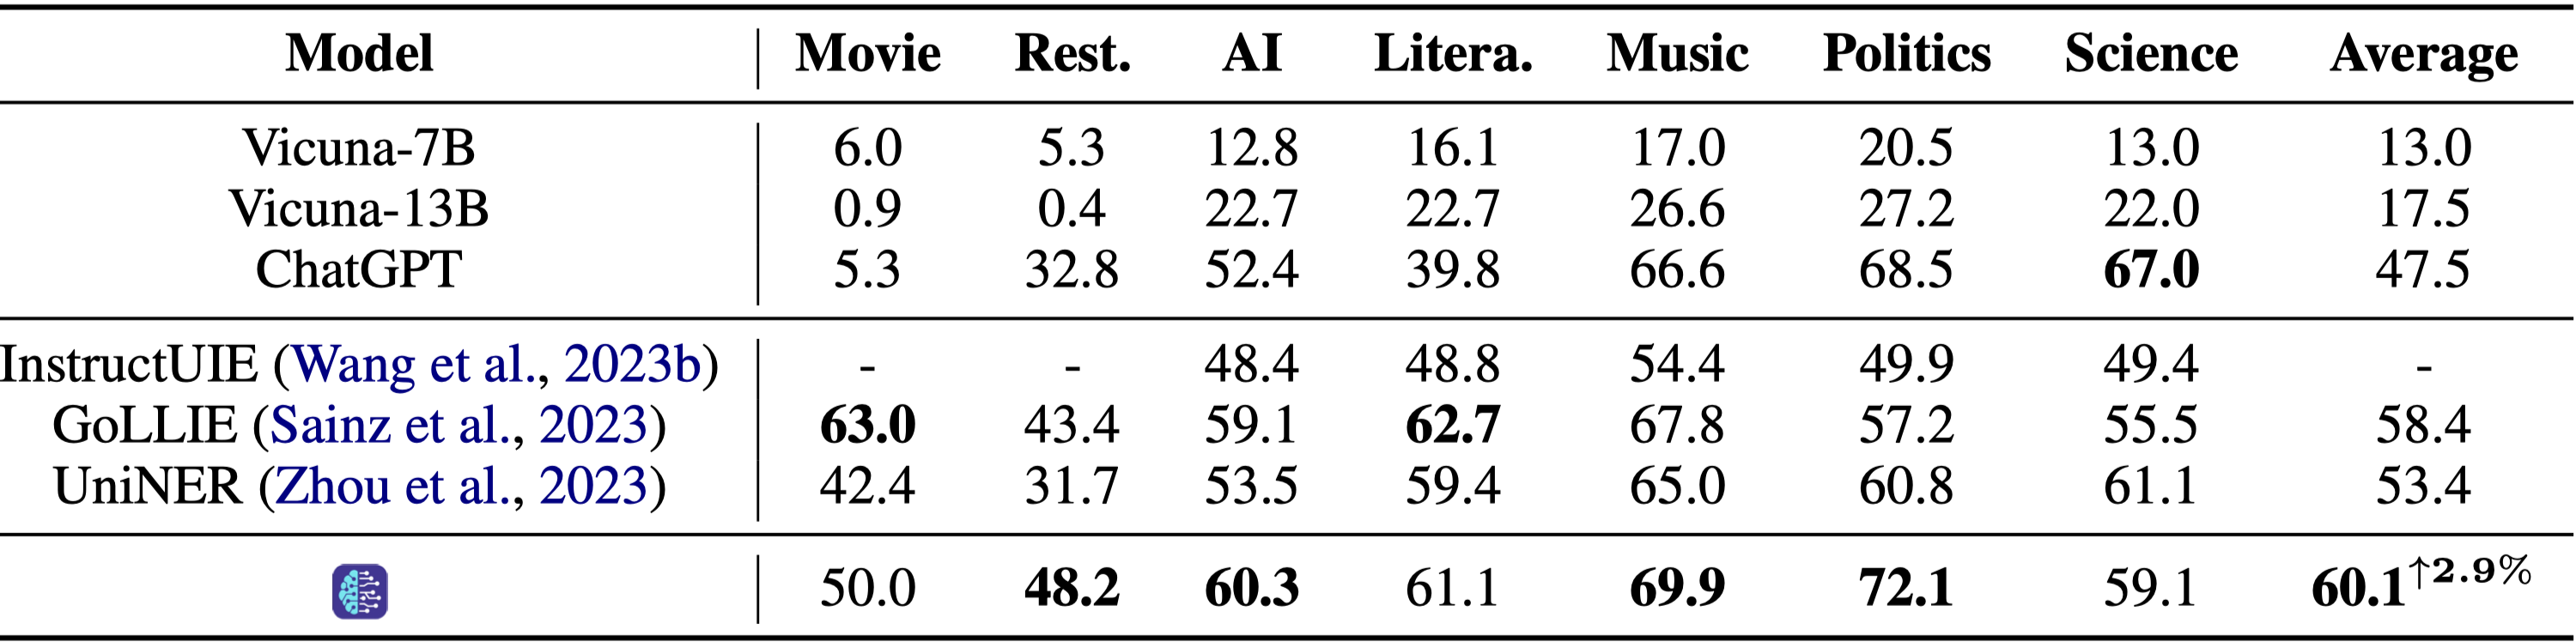 Model Movie Rest. AI Litera. Music Politics Science Average
Vicuna-7B 6.0 5.3 12.8 16.1 17.0 20.5 13.0 13.0
Vicuna-13B 0.9 0.4 22.7 22.7 26.6 27.2 22.0 17.5
ChatGPT 5.3 32.8 52.4 39.8 66.6 68.5 67.0 47.5
InstructUIE (Wang et al., 2023b) - - 48.4 48.8 54.4 49.9 49.4 -
GoLLIE (Sainz et al., 2023) 63.0 43.4 59.1 62.7 67.8 57.2 55.5 58.4
UniNER (Zhou et al., 2023) 42.4 31.7 53.5 59.4 65.0 60.8 61.1 53.4
50.0 48.2 60.3 61.1 69.9 72.1 59.1 60.1↑2.9%